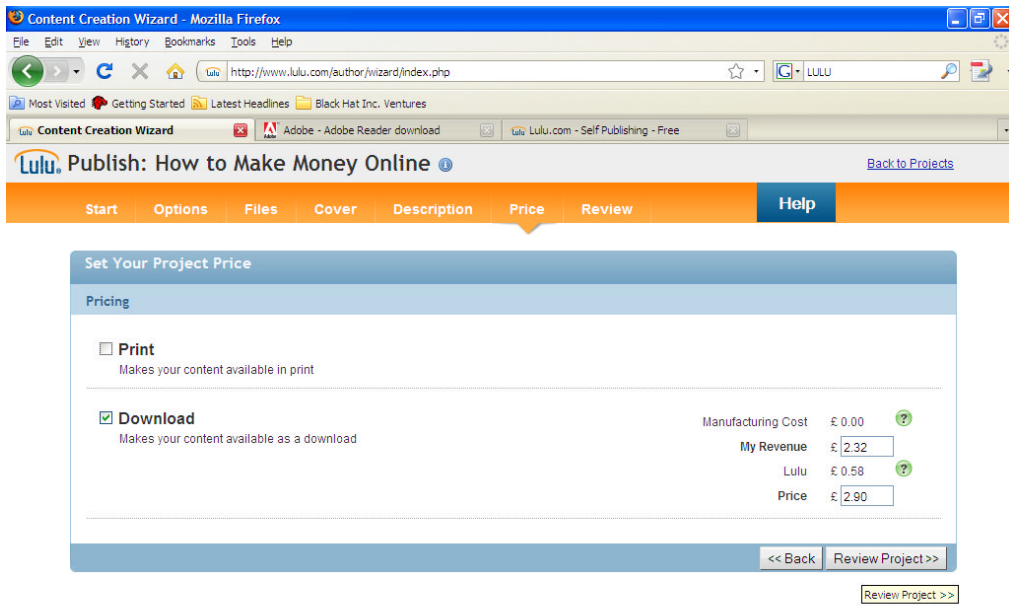 Content Creation Wizard - Mozilla Firefox
File Edit View History Bookmarks Tools Help
lulu http://www.lulu.com/author/wizard/index.php G LULU
Most Visited Getting Started Latest Headlines Black Hat Inc. Ventures
lulu Content Creation Wizard Adobe Adobe - Adobe Reader download lulu Lulu.com - Self Publishing - Free
Lulu. Publish: How to Make Money Online Back to Projects
Start Options Files Cover Description Price Review Help
Set Your Project Price
Pricing
Print
Makes your content available in print
Download
Makes your content available as a download
Manufacturing Cost £ 0.00 ?
My Revenue £ 2.32
Lulu £ 0.58 ?
Price £ 2.90
<< Back Review Project >>
Review Project >>